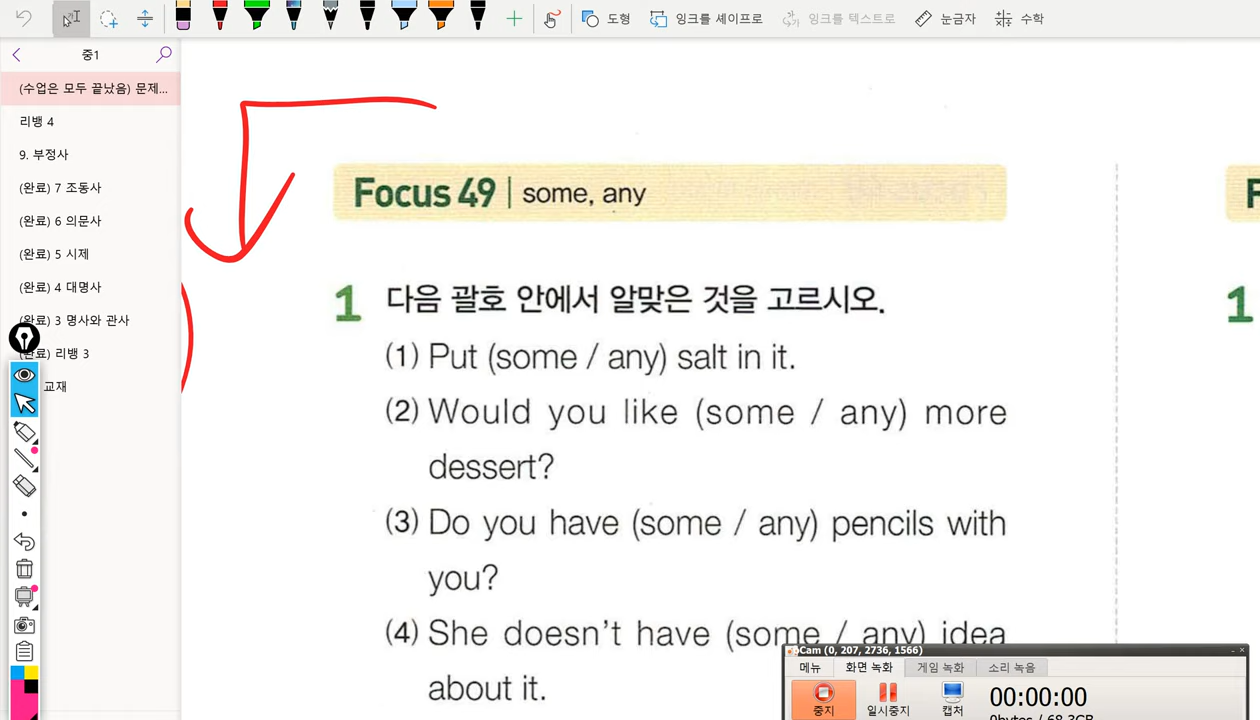 도형
잉크를 셰이프로
잉크를 텍스트로
눈금자
수학
중1
(수업은 모두 끝났음) 문제...
리뱅 4
9. 부정사
(완료) 7 조동사
(완료) 6 의문사
(완료) 5 시제
(완료) 4 대명사
(완료) 3 명사와 관사
(완료) 리뱅 3
교재
Focus 49 | some, any
1 다음 괄호 안에서 알맞은 것을 고르시오.
(1) Put (some / any) salt in it.
(2) Would you like (some / any) more
dessert?
(3) Do you have (some / any) pencils with
you?
(4) She doesn't have (some / any) idea
about it.
1
Cam (0, 207, 2736, 1566)
메뉴
화면 녹화
게임 녹화
소리 녹음
중지
일시중지
캡처
00:00:00
0bytes / 68.3GB